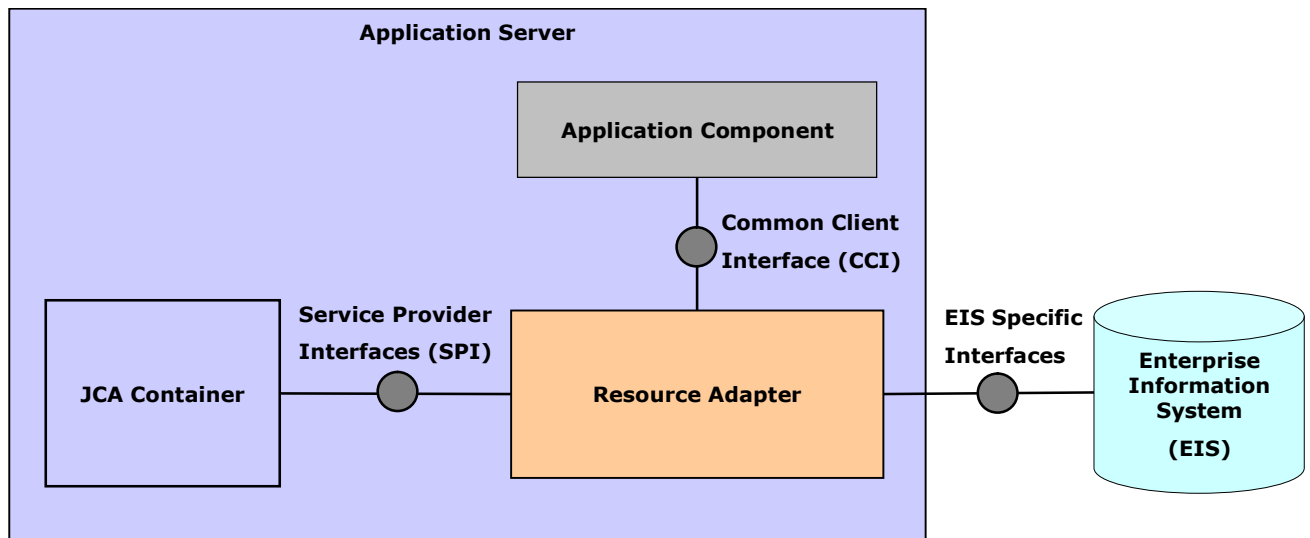 Application Server
Application Component
Common Client
Interface (CCI)
Service Provider
Interfaces (SPI)
EIS Specific
Interfaces
JCA Container
Resource Adapter
Enterprise
Information
System
(EIS)